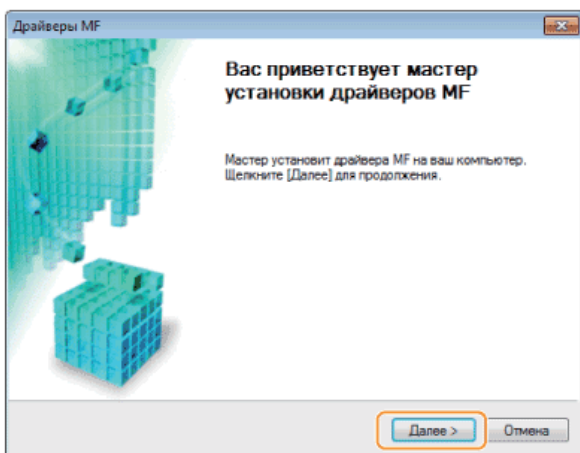 Драйверы MF
Вас приветствует мастер
установки драйверов MF
Мастер установит драйвера MF на ваш компьютер.
Щелкните [Далее] для продолжения.
Далее >
Отмена